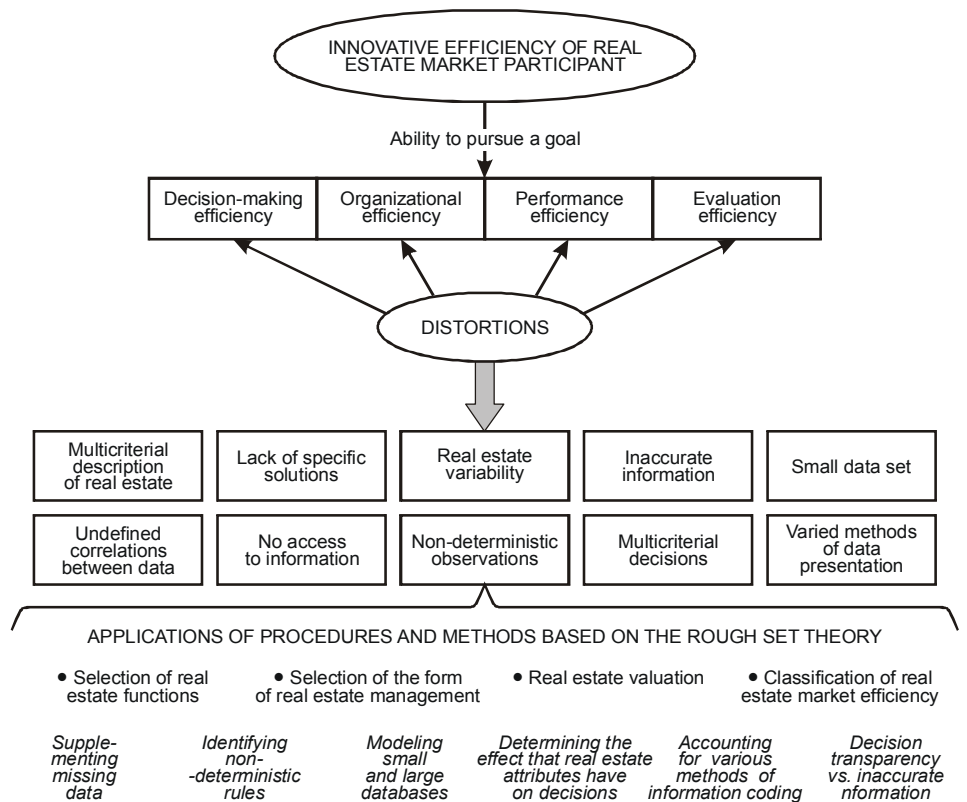 INNOVATIVE EFFICIENCY OF REAL
ESTATE MARKET PARTICIPANT
Ability to pursue a goal
Decision-making
efficiency
Organizational
efficiency
Performance
efficiency
Evaluation
efficiency
DISTORTIONS
Multicriterial
description
of real estate
Lack of specific
solutions
Real estate
variability
Inaccurate
information
Small data set
Undefined
correlations
between data
No access
to information
Non-deterministic
observations
Multicriterial
decisions
Varied methods
of data
presentation
APPLICATIONS OF PROCEDURES AND METHODS BASED ON THE ROUGH SET THEORY
• Selection of real
estate functions
• Selection of the form
of real estate management
• Real estate valuation
• Classification of real
estate market efficiency
Supple-
menting
missing
data
Identifying
non-
-deterministic
rules
Modeling
small
and large
databases
Determining the
effect that real estate
attributes have
on decisions
Accounting
for various
methods of
information coding
Decision
transparency
vs. inaccurate
nformation